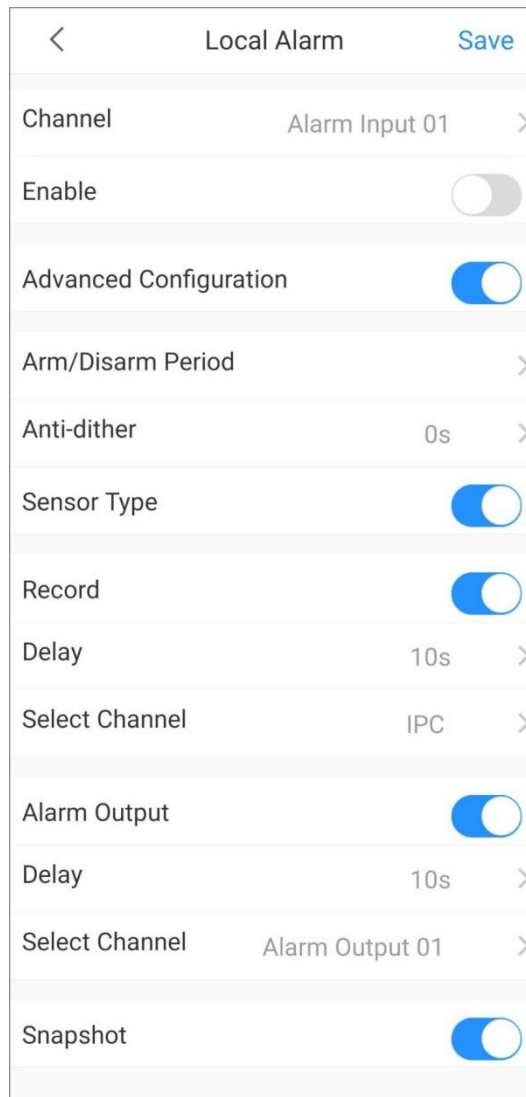 Local Alarm Save
Channel Alarm Input 01
Enable
Advanced Configuration
Arm/Disarm Period
Anti-dither 0s
Sensor Type
Record
Delay 10s
Select Channel IPC
Alarm Output
Delay 10s
Select Channel Alarm Output 01
Snapshot